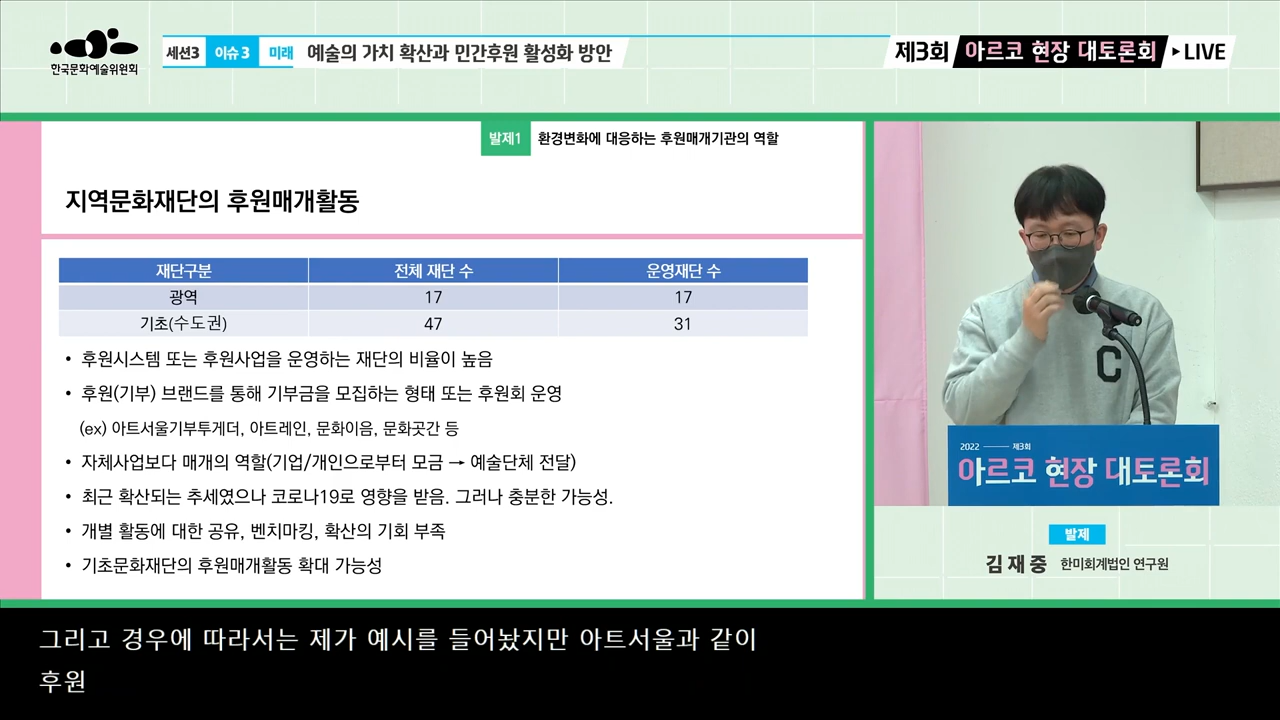 한국문화예술위원회
세션3 이슈 3 미래 예술의 가치 확산과 민간후원 활성화 방안
제3회 아르코 현장 대토론회 LIVE
발제1 환경변화에 대응하는 후원매개기관의 역할
지역문화재단의 후원매개활동
재단구분 전체 재단 수 운영재단 수
광역 17 17
기초(수도권) 47 31
• 후원시스템 또는 후원사업을 운영하는 재단의 비율이 높음
• 후원(기부) 브랜드를 통해 기부금을 모집하는 형태 또는 후원회 운영
(ex) 아트서울기부투게더, 아트레인, 문화이음, 문화곳간 등
• 자체사업보다 매개의 역할(기업/개인으로부터 모금 → 예술단체 전달)
• 최근 확산되는 추세였으나 코로나19로 영향을 받음. 그러나 충분한 가능성.
• 개별 활동에 대한 공유, 벤치마킹, 확산의 기회 부족
• 기초문화재단의 후원매개활동 확대 가능성
C
2022 제3회
아르코 현장 대토론회
발제
김재중 한미회계법인 연구원
그리고 경우에 따라서는 제가 예시를 들어놨지만 아트서울과 같이
후원